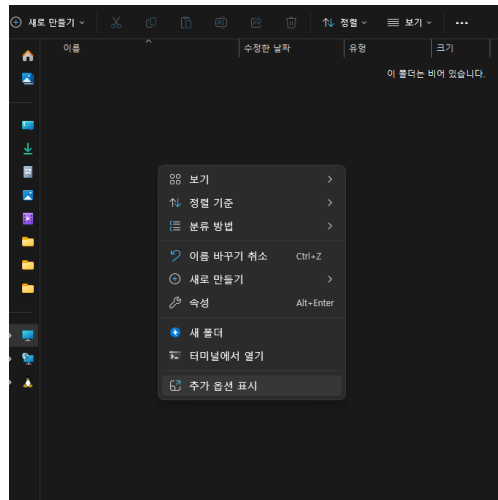 새로 만들기 정렬 보기 ...
이름 수정한 날짜 유형 크기
이 폴더는 비어 있습니다.
보기
정렬 기준
분류 방법
이름 바꾸기 취소 Ctrl+Z
새로 만들기
속성 Alt+Enter
새 폴더
터미널에서 열기
추가 옵션 표시